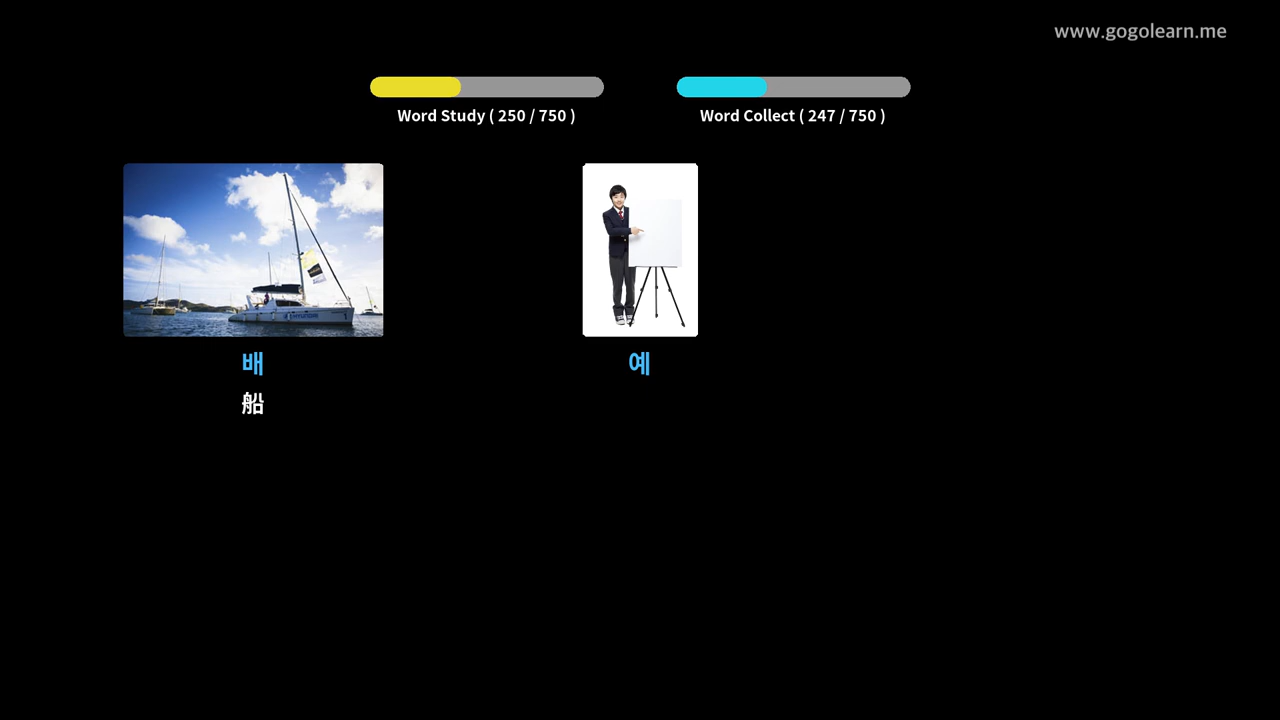 www.gogolearn.me
Word Study ( 250 / 750 )
Word Collect ( 247 / 750 )
배
예
船